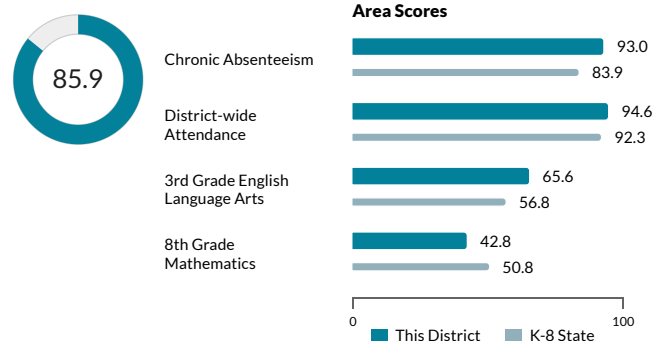 Area Scores
85.9
Chronic Absenteeism
93.0
83.9
District-wide
Attendance
94.6
92.3
3rd Grade English
Language Arts
65.6
56.8
8th Grade
Mathematics
42.8
50.8
0
100
This District
K-8 State